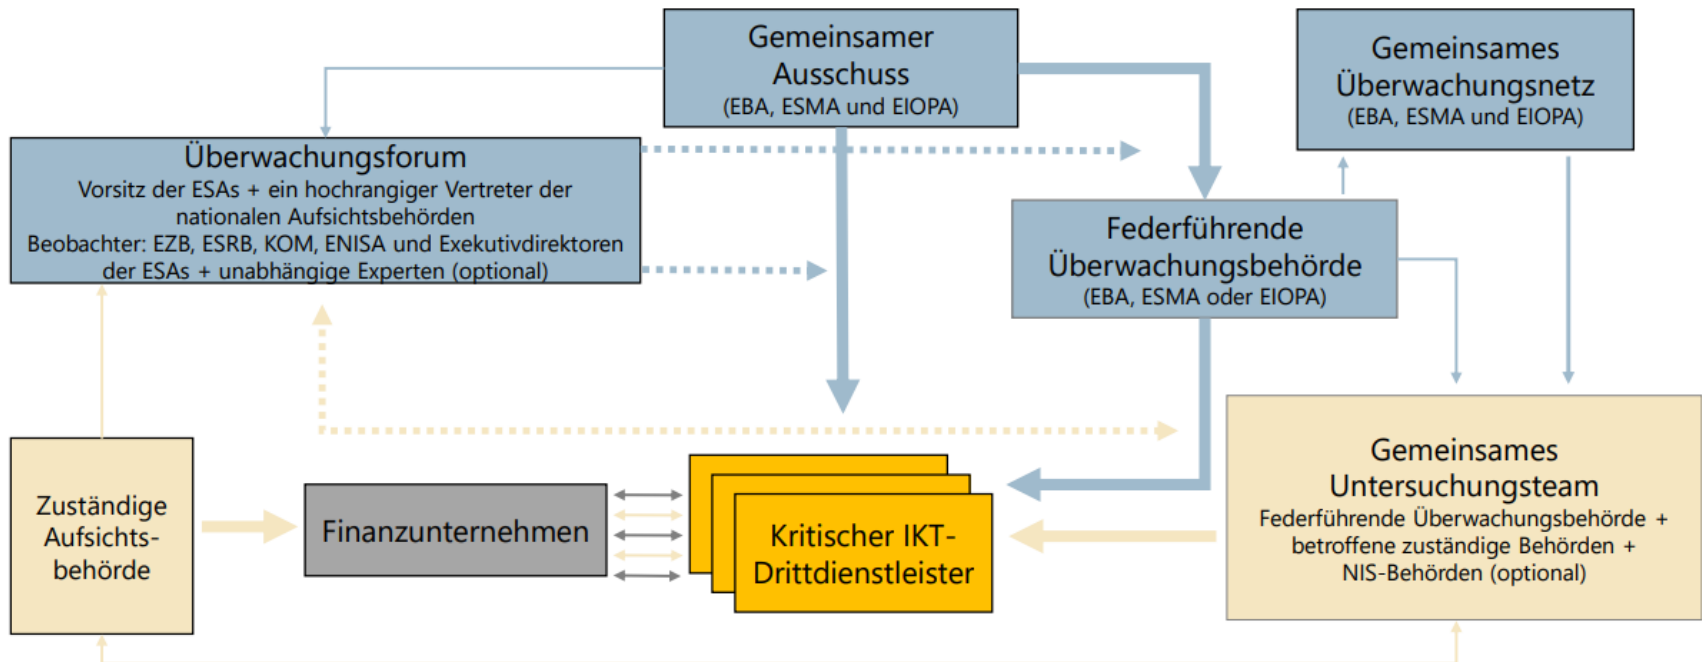 Gemeinsamer
Ausschuss
(EBA, ESMA und EIOPA)
Gemeinsames
Überwachungsnetz
(EBA, ESMA und EIOPA)
Überwachungsforum
Vorsitz der ESAs + ein hochrangiger Vertreter der
nationalen Aufsichtsbehörden
Beobachter: EZB, ESRB, KOM, ENISA und Exekutivdirektoren
der ESAs + unabhängige Experten (optional)
Federführende
Überwachungsbehörde
(EBA, ESMA oder EIOPA)
Zuständige
Aufsichts-
behörde
Finanzunternehmen
Kritischer IKT-
Drittdienstleister
Gemeinsames
Untersuchungsteam
Federführende Überwachungsbehörde +
betroffene zuständige Behörden +
NIS-Behörden (optional)